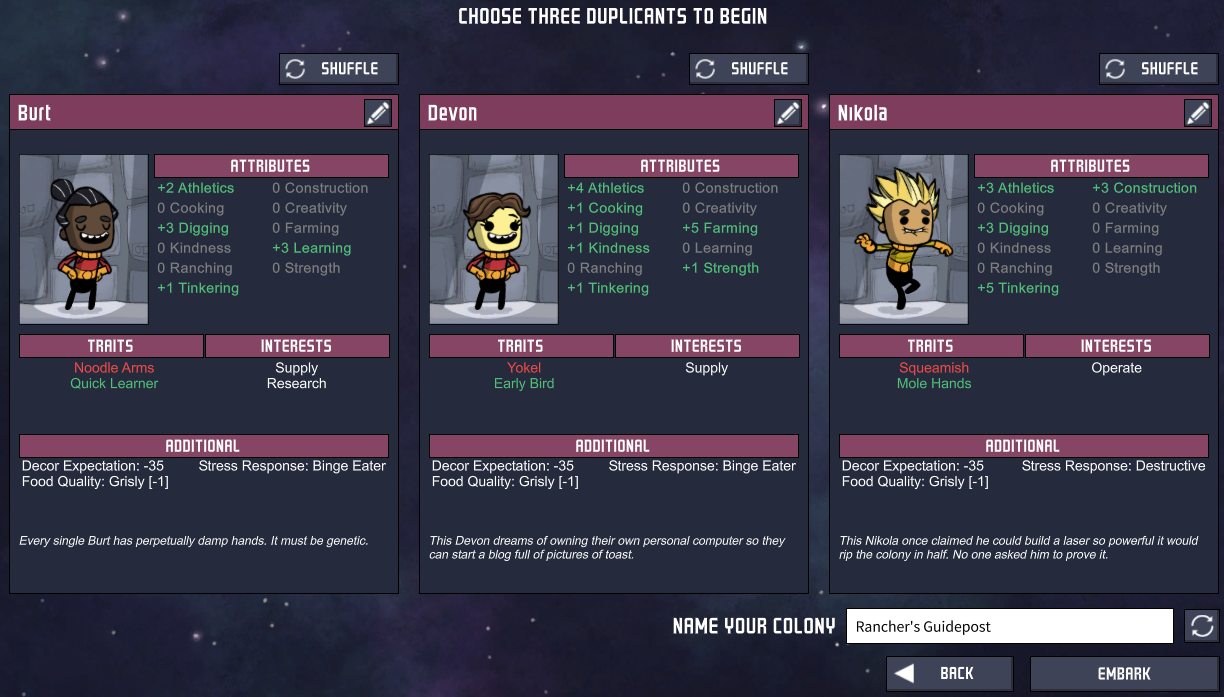 CHOOSE THREE DUPLICANTS TO BEGIN
SHUFFLE
SHUFFLE
SHUFFLE
Burt
ATTRIBUTES
+2 Athletics 0 Construction
0 Cooking 0 Creativity
+3 Digging 0 Farming
0 Kindness +3 Learning
0 Ranching 0 Strength
+1 Tinkering
TRAITS INTERESTS
Noodle Arms Supply
Quick Learner Research
ADDITIONAL
Decor Expectation: -35 Stress Response: Binge Eater
Food Quality: Grisly [-1]
Every single Burt has perpetually damp hands. It must be genetic.
Devon
ATTRIBUTES
+4 Athletics 0 Construction
+1 Cooking 0 Creativity
+1 Digging +5 Farming
+1 Kindness 0 Learning
0 Ranching +1 Strength
+1 Tinkering
TRAITS INTERESTS
Yokel Supply
Early Bird
ADDITIONAL
Decor Expectation: -35 Stress Response: Binge Eater
Food Quality: Grisly [-1]
This Devon dreams of owning their own personal computer so they
can start a blog full of pictures of toast.
Nikola
ATTRIBUTES
+3 Athletics +3 Construction
0 Cooking 0 Creativity
+3 Digging 0 Farming
0 Kindness 0 Learning
0 Ranching 0 Strength
+5 Tinkering
TRAITS INTERESTS
Squeamish Operate
Mole Hands
ADDITIONAL
Decor Expectation: -35 Stress Response: Destructive
Food Quality: Grisly [-1]
This Nikola once claimed he could build a laser so powerful it would
rip the colony in half. No one asked him to prove it.
NAME YOUR COLONY Rancher's Guidepost
BACK EMBARK